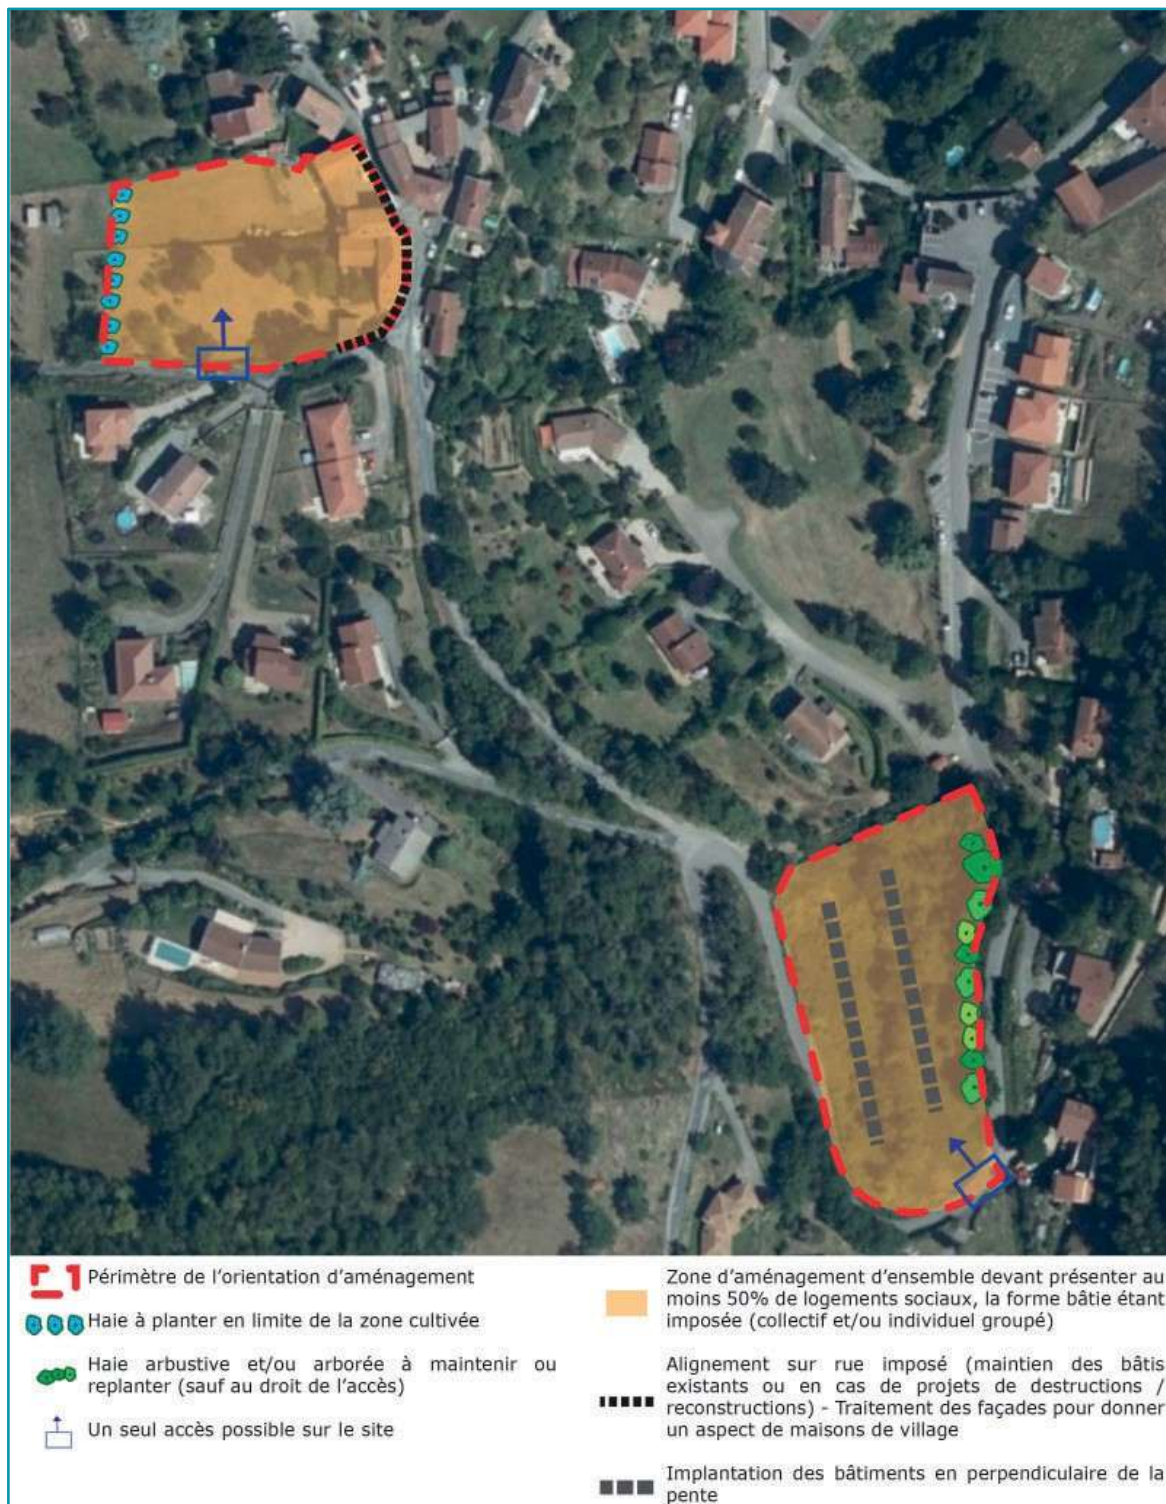 Périmètre de l'orientation d'aménagement
Haie à planter en limite de la zone cultivée
Haie arbustive et/ou arborée à maintenir ou
replanter (sauf au droit de l'accès)
Un seul accès possible sur le site
Zone d'aménagement d'ensemble devant présenter au
moins 50% de logements sociaux, la forme bâtie étant
imposée (collectif et/ou individuel groupé)
Alignement sur rue imposé (maintien des bâtis
existants ou en cas de projets de destructions /
reconstructions) - Traitement des façades pour donner
un aspect de maisons de village
Implantation des bâtiments en perpendiculaire de la
pente